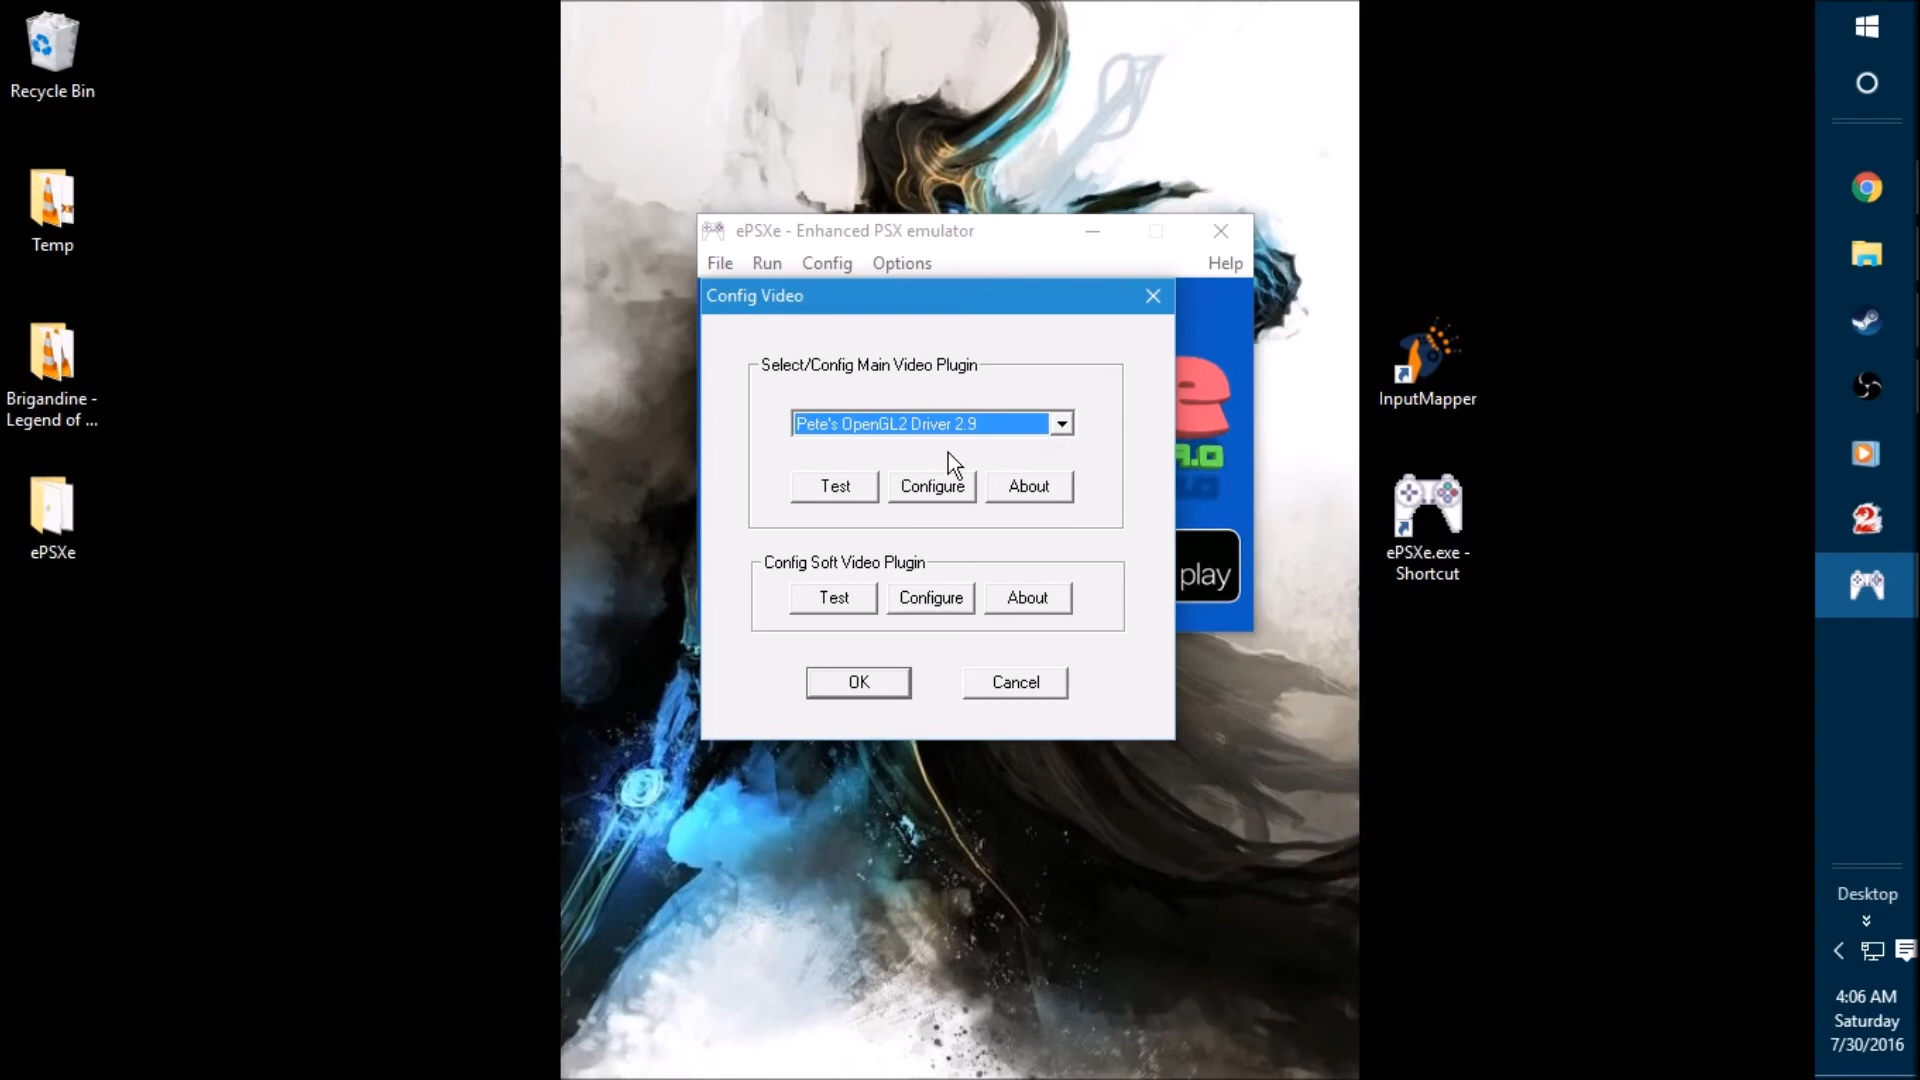 Recycle Bin
Temp
Brigandine -
Legend of ...
ePSXe
ePSXe - Enhanced PSX emulator
File Run Config Options Help
Config Video
Select/Config Main Video Plugin
Pete's OpenGL2 Driver 2.9
Test Configure About
Config Soft Video Plugin
Test Configure About
OK Cancel
e
9.0
play
InputMapper
ePSXe.exe -
Shortcut
Desktop
4:06 AM
Saturday
7/30/2016